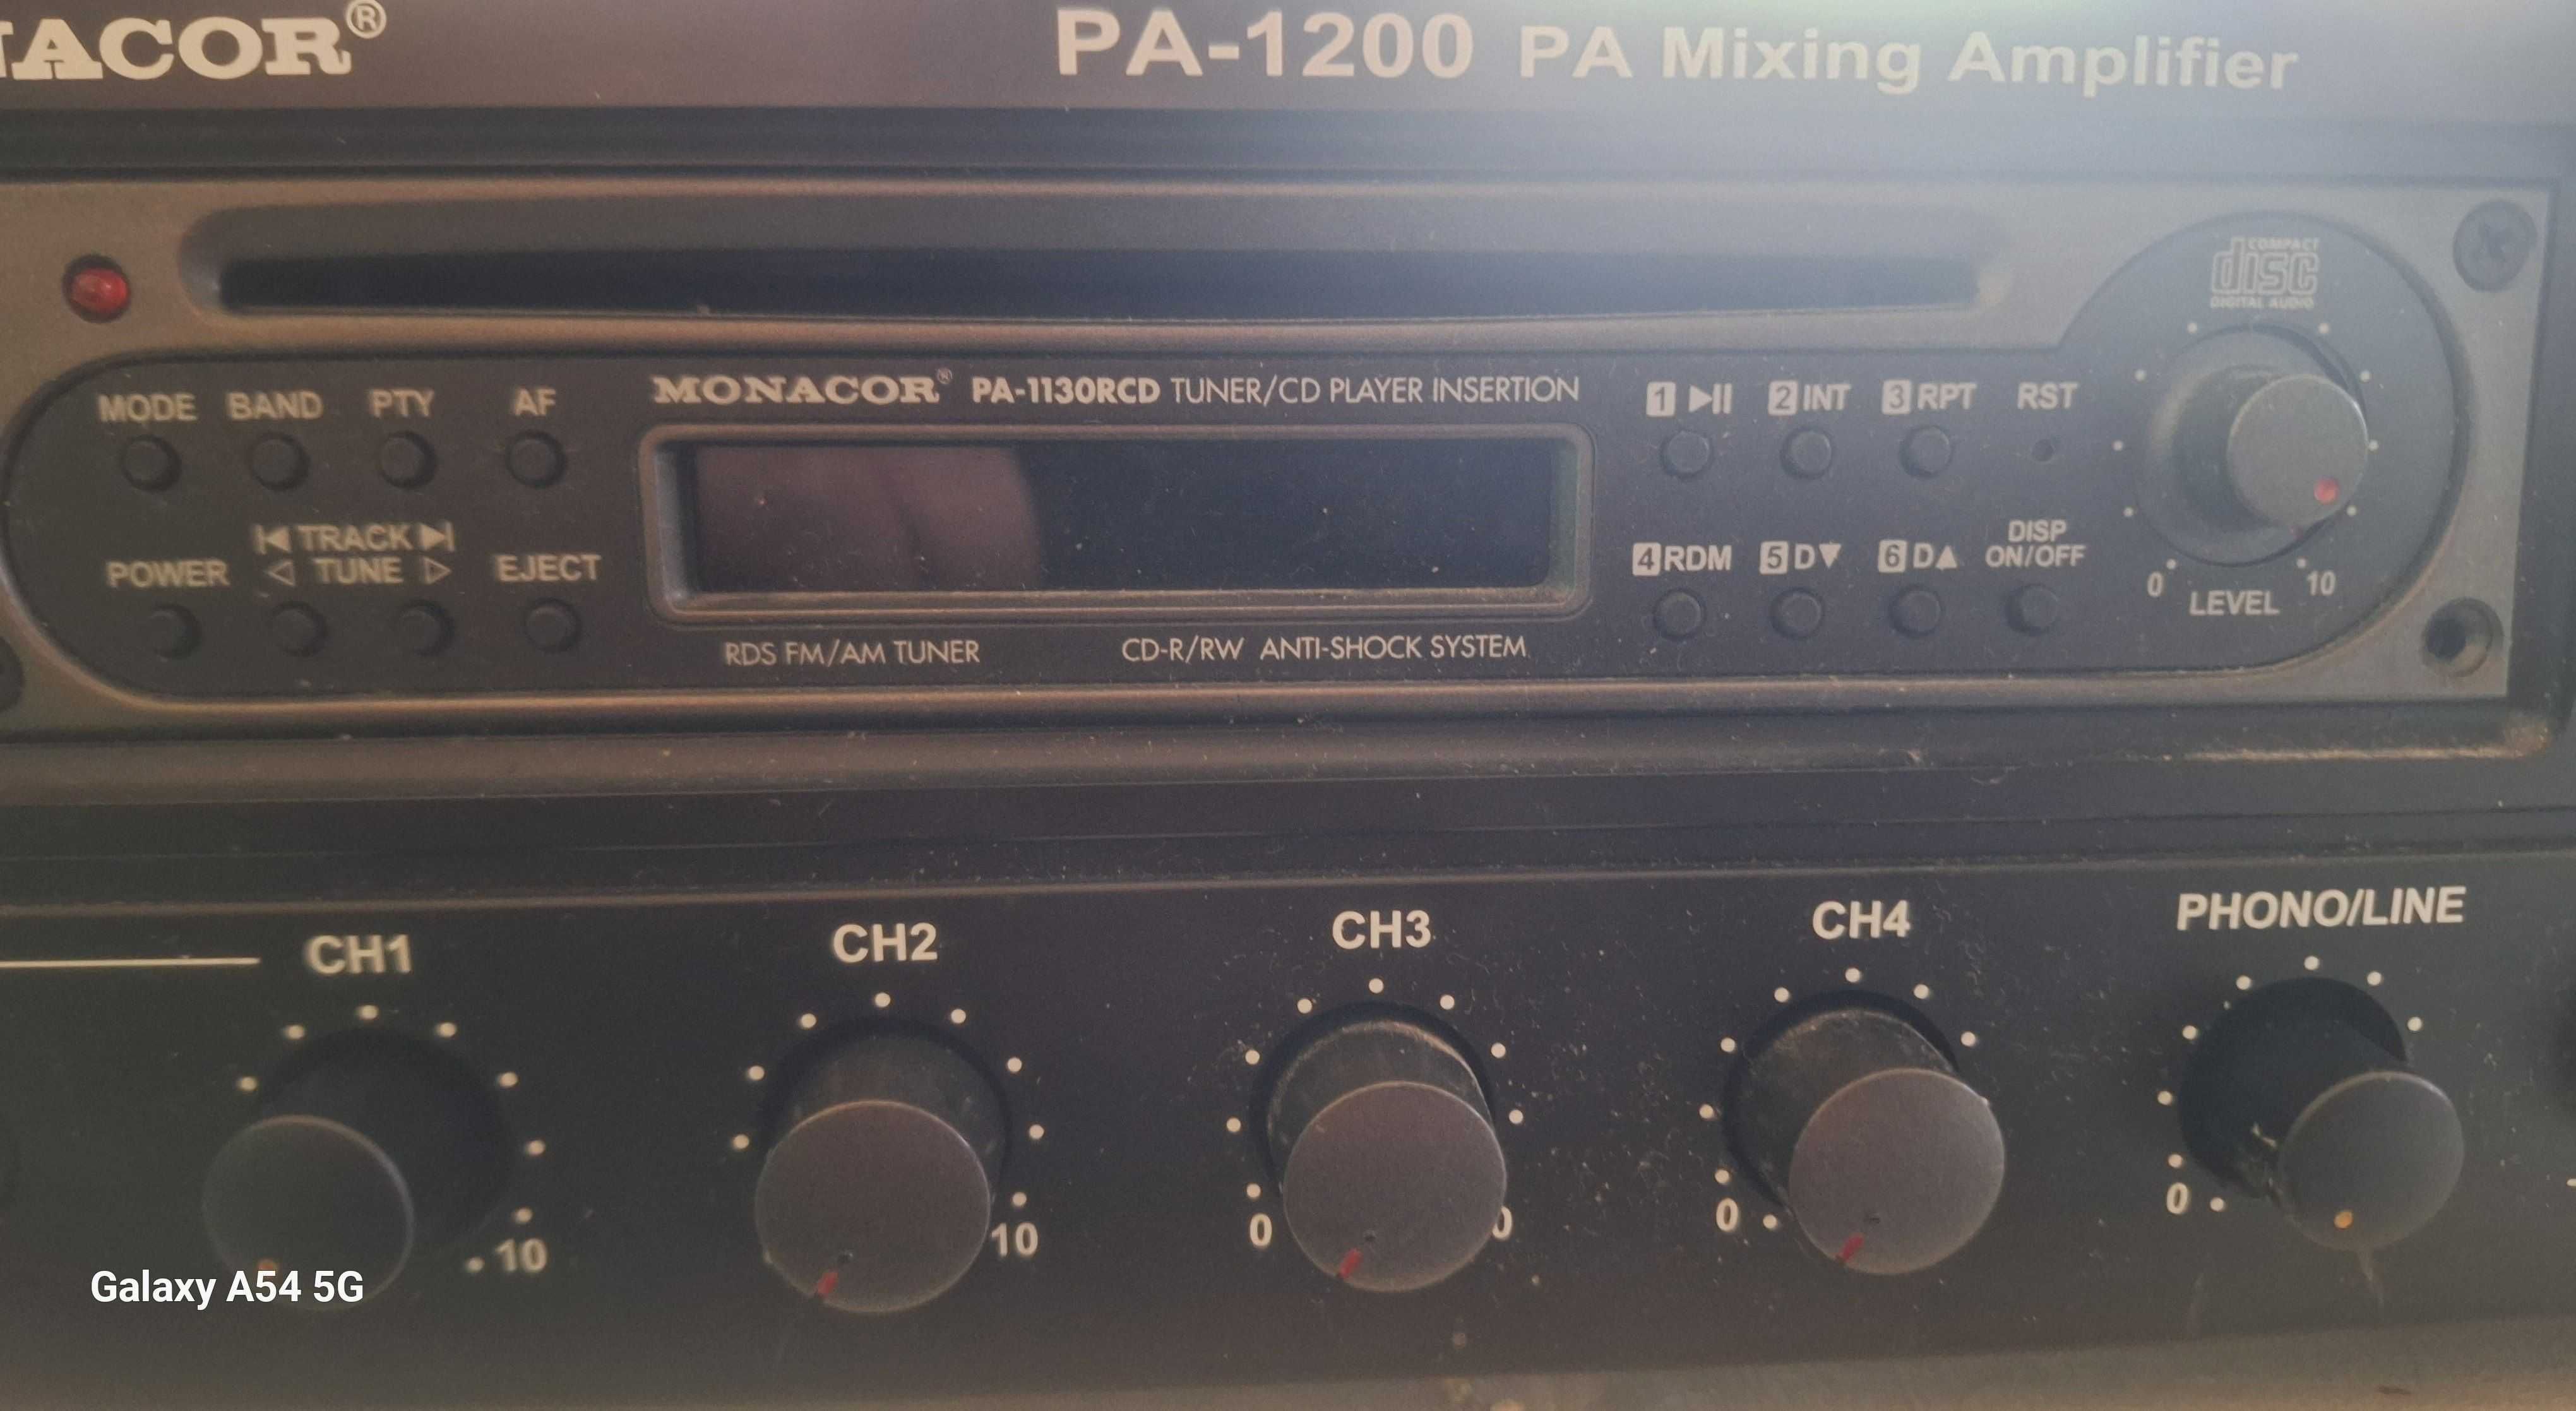 NACOR®
PA-1200 PA Mixing Amplifier
COMPACT
disc
DIGITAL AUDIO
MODE BAND PTY AF
MONACOR® PA-1130RCD TUNER/CD PLAYER INSERTION
1 ▶II 2 INT 3 RPT RST
POWER
I◀ TRACK ▶I
◁ TUNE ▷
EJECT
4 RDM 5 D▼ 6 D▲
DISP
ON/OFF
0 LEVEL 10
RDS FM/AM TUNER
CD-R/RW ANTI-SHOCK SYSTEM
CH1 CH2 CH3 CH4 PHONO/LINE
10 10 0 0 0 0
Galaxy A54 5G